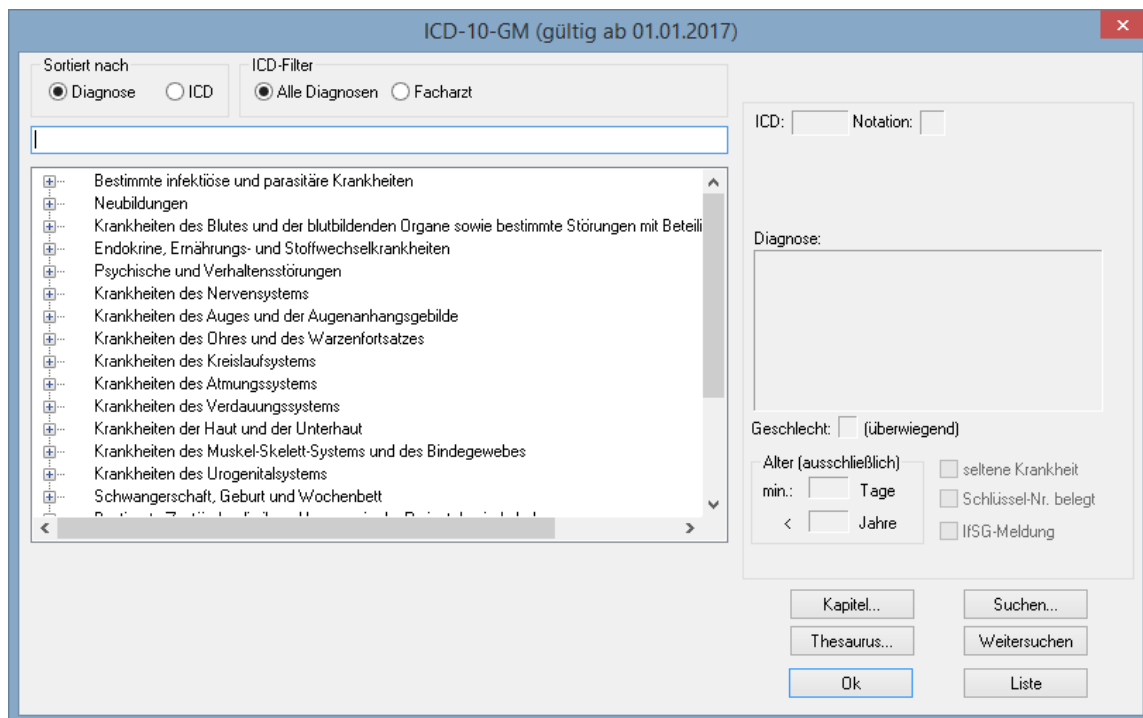 ICD-10-GM (gültig ab 01.01.2017)
Sortiert nach
Diagnose ICD
ICD-Filter
Alle Diagnosen Facharzt
Bestimmte infektiöse und parasitäre Krankheiten
Neubildungen
Krankheiten des Blutes und der blutbildenden Organe sowie bestimmte Störungen mit Beteili
Endokrine, Ernährungs- und Stoffwechselkrankheiten
Psychische und Verhaltensstörungen
Krankheiten des Nervensystems
Krankheiten des Auges und der Augenanhangsgebilde
Krankheiten des Ohres und des Warzenfortsatzes
Krankheiten des Kreislaufsystems
Krankheiten des Atmungssystems
Krankheiten des Verdauungssystems
Krankheiten der Haut und der Unterhaut
Krankheiten des Muskel-Skelett-Systems und des Bindegewebes
Krankheiten des Urogenitalsystems
Schwangerschaft, Geburt und Wochenbett
ICD: Notation:
Diagnose:
Geschlecht: (überwiegend)
Alter (ausschließlich)
min.: Tage
< Jahre
seltene Krankheit
Schlüssel-Nr. belegt
IfSG-Meldung
Kapitel... Suchen...
Thesaurus... Weitersuchen
Ok Liste